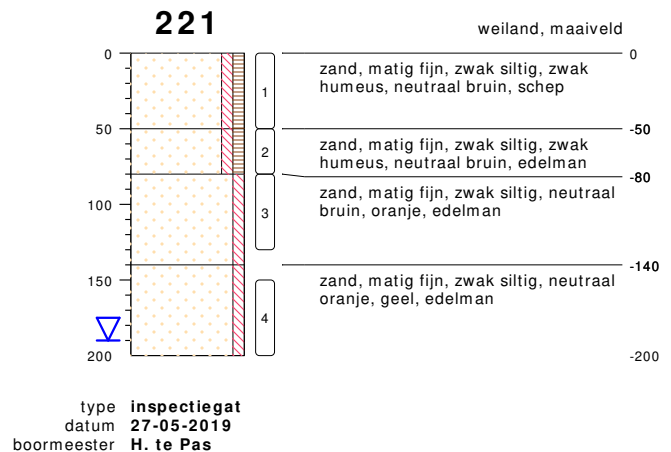 221
weiland, maaiveld
0
0
zand, matig fijn, zwak siltig, zwak
humeus, neutraal bruin, schep
1
50
-50
zand, matig fijn, zwak siltig, zwak
humeus, neutraal bruin, edelman
2
-80
zand, matig fijn, zwak siltig, neutraal
bruin, oranje, edelman
100
3
-140
zand, matig fijn, zwak siltig, neutraal
oranje, geel, edelman
150
4
200
-200
type inspectiegat
datum 27-05-2019
boormeester H. te Pas